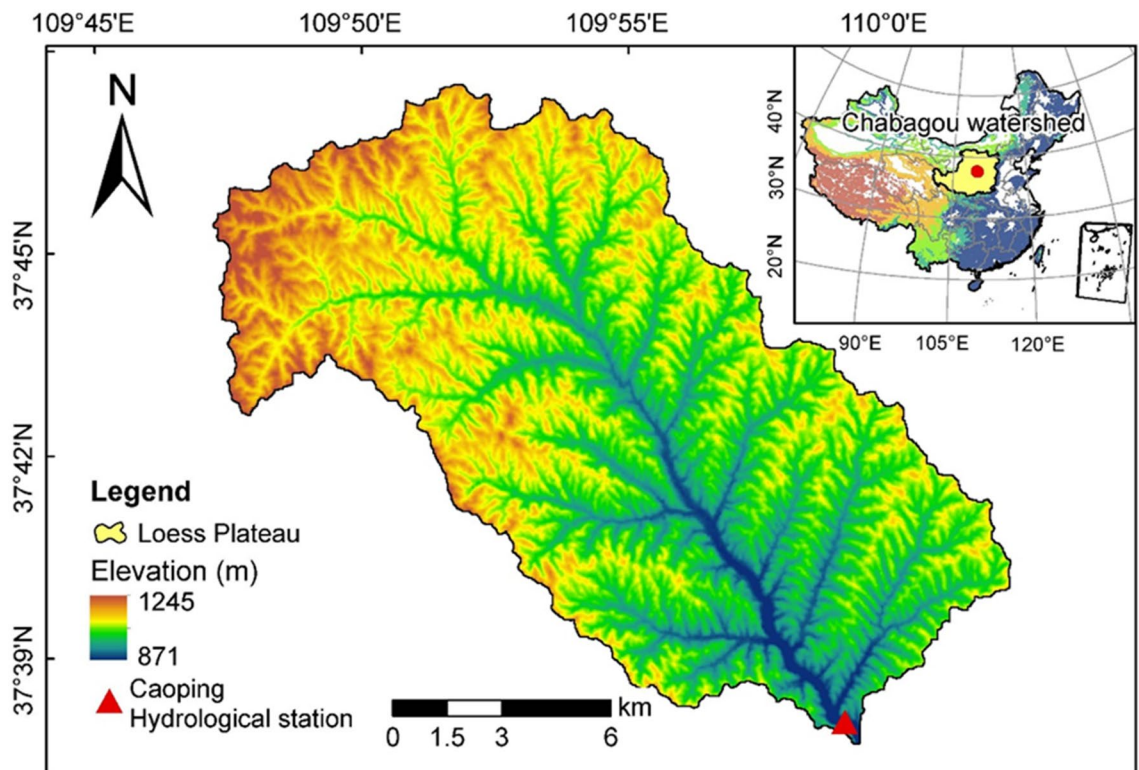 109°45'E 109°50'E 109°55'E 110°0'E
N
37°45'N
37°42'N
37°39'N
Chabagou watershed
40°N
30°N
20°N
90°E 105°E 120°E
Legend
Loess Plateau
Elevation (m)
1245
871
Caoping
Hydrological station
km
0 1.5 3 6